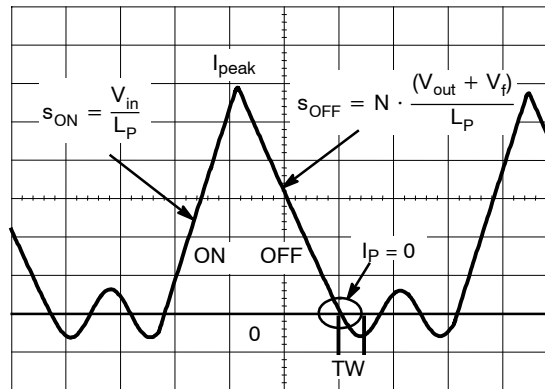 I_peak
s_ON = V_in / L_P
s_OFF = N · (V_out + V_f) / L_P
ON
OFF
I_P = 0
0
TW